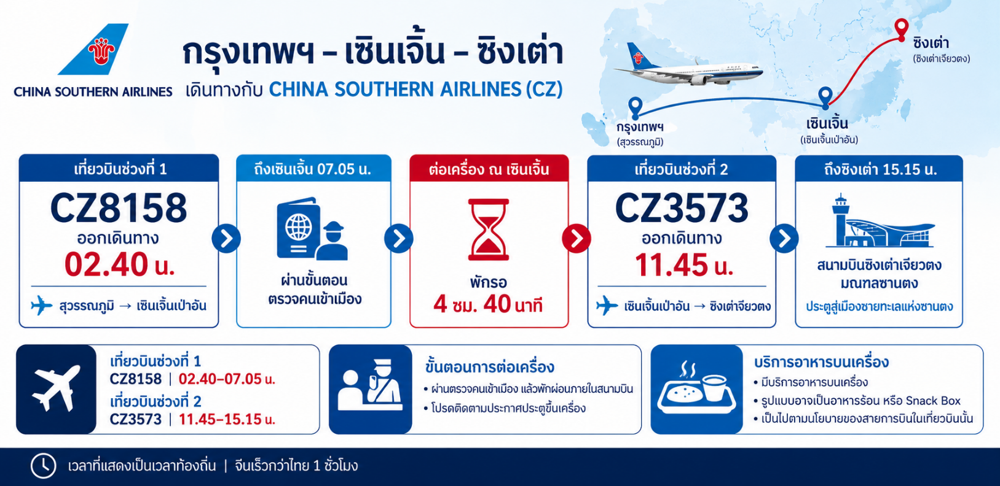 CHINA SOUTHERN AIRLINES
กรุงเทพฯ – เซินเจิ้น – ชิงเต่า
เดินทางกับ CHINA SOUTHERN AIRLINES (CZ)
ชิงเต่า
(ชิงเต่าเจียวตง)
กรุงเทพฯ
(สุวรรณภูมิ)
เซินเจิ้น
(เซินเจิ้นเป่าอัน)
เที่ยวบินช่วงที่ 1
CZ8158
ออกเดินทาง
02.40 น.
สุวรรณภูมิ → เซินเจิ้นเป่าอัน
ถึงเซินเจิ้น 07.05 น.
ผ่านขั้นตอน
ตรวจคนเข้าเมือง
ต่อเครื่อง ณ เซินเจิ้น
พักรอ
4 ชม. 40 นาที
เที่ยวบินช่วงที่ 2
CZ3573
ออกเดินทาง
11.45 น.
เซินเจิ้นเป่าอัน → ชิงเต่าจียวตง
ถึงชิงเต่า 15.15 น.
สนามบินชิงเต่าเจียวตง
มณฑลซานตง
ประตูสู่เมืองชายทะเลแห่งซานตง
เที่ยวบินช่วงที่ 1
CZ8158 | 02.40–07.05 น.
เที่ยวบินช่วงที่ 2
CZ3573 | 11.45–15.15 น.
ขั้นตอนการต่อเครื่อง
• ผ่านตรวจคนเข้าเมือง แล้วพักผ่อนภายในสนามบิน
• โปรดติดตามประกาศประตูขึ้นเครื่อง
บริการอาหารบนเครื่อง
• มีบริการอาหารบนเครื่อง
• รูปแบบอาจเป็นอาหารร้อน หรือ Snack Box
• เป็นไปตามนโยบายของสายการบินในเที่ยวบินนั้น
เวลาที่แสดงเป็นเวลาท้องถิ่น | จีนเร็วกว่าไทย 1 ชั่วโมง